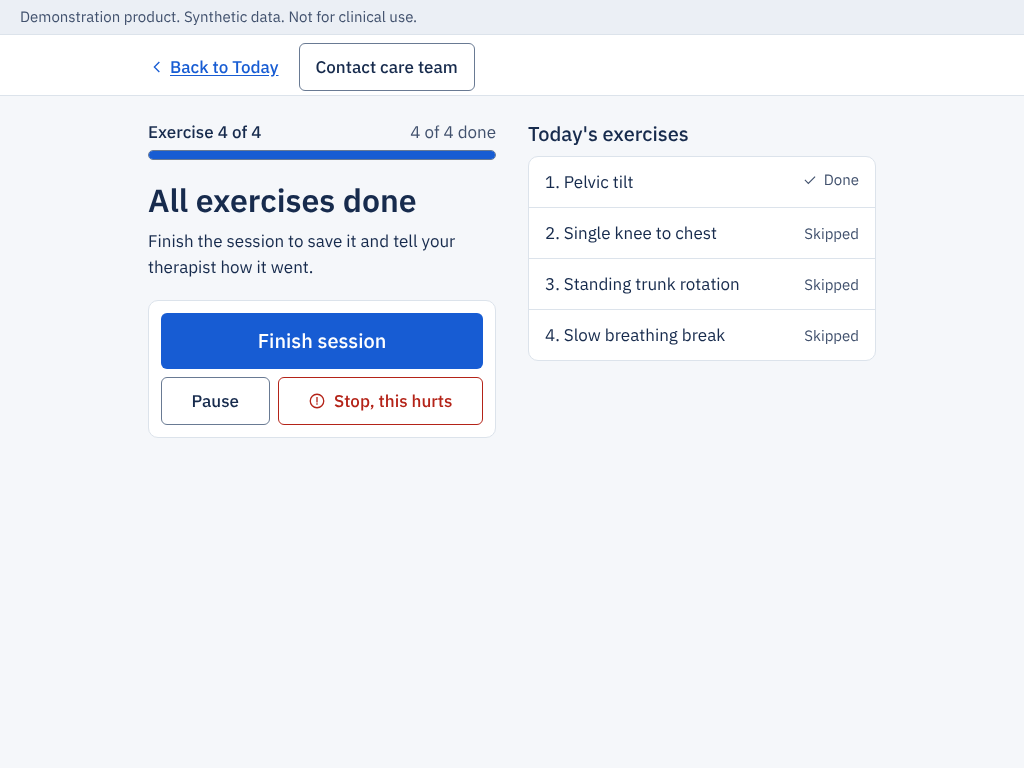 Demonstration product. Synthetic data. Not for clinical use.
Back to Today
Contact care team
Exercise 4 of 4
4 of 4 done
All exercises done
Finish the session to save it and tell your
therapist how it went.
Finish session
Pause
Stop, this hurts
Today's exercises
1. Pelvic tilt
Done
2. Single knee to chest
Skipped
3. Standing trunk rotation
Skipped
4. Slow breathing break
Skipped